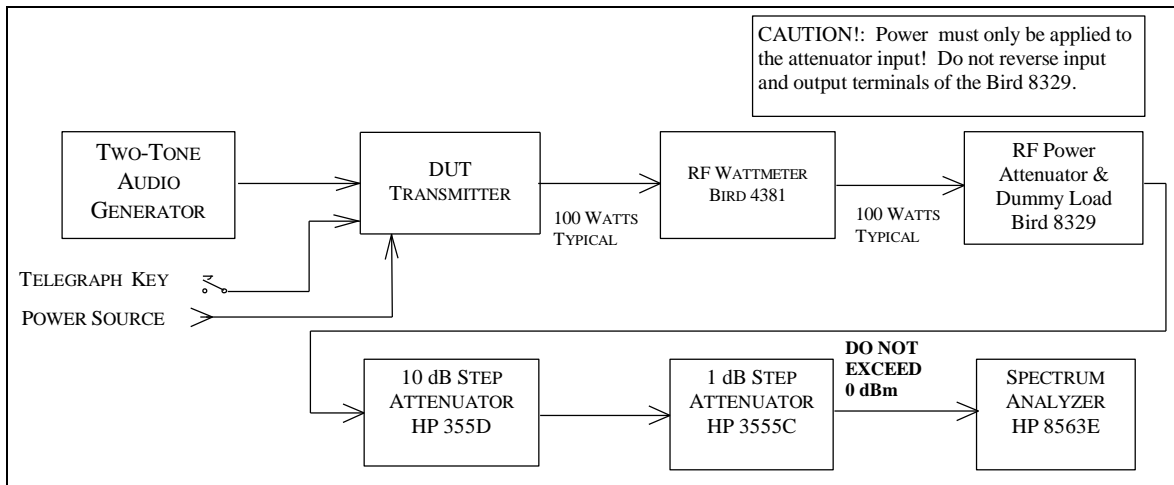 CAUTION!: Power must only be applied to
the attenuator input! Do not reverse input
and output terminals of the Bird 8329.
TWO-TONE
AUDIO
GENERATOR
DUT
TRANSMITTER
100 WATTS
TYPICAL
RF WATTMETER
BIRD 4381
100 WATTS
TYPICAL
RF Power
Attenuator &
Dummy Load
Bird 8329
TELEGRAPH KEY
POWER SOURCE
10 dB STEP
ATTENUATOR
HP 355D
1 dB STEP
ATTENUATOR
HP 3555C
DO NOT
EXCEED
0 dBm
SPECTRUM
ANALYZER
HP 8563E